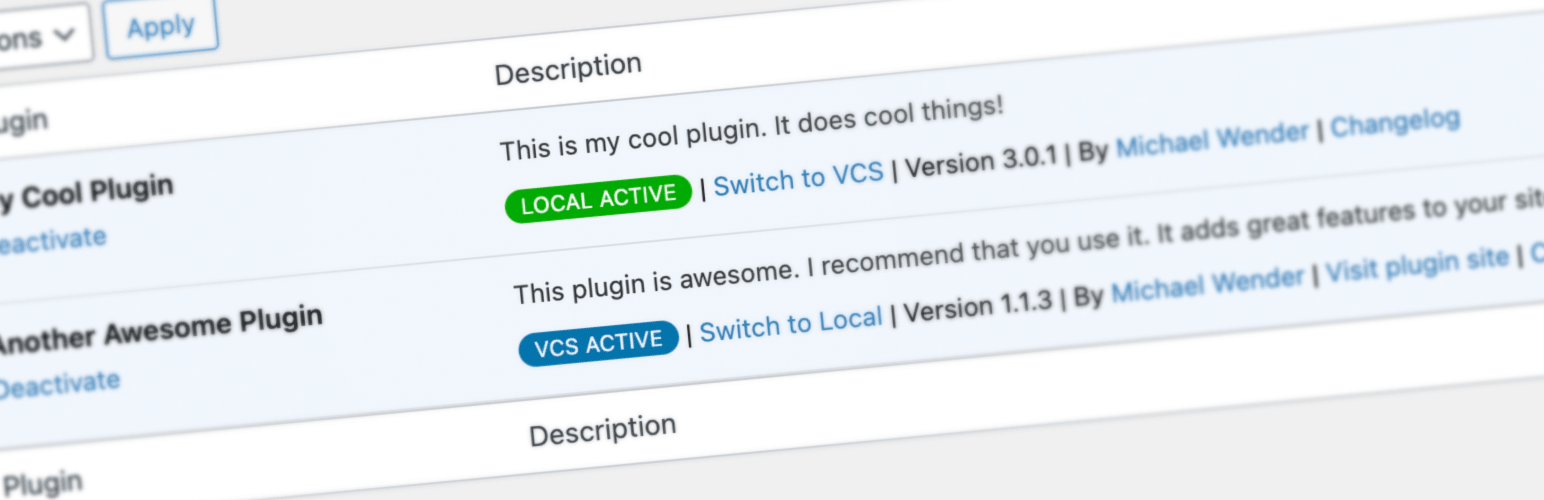 ons
Apply
ugin
Description
y Cool Plugin
This is my cool plugin. It does cool things!
eactivate
LOCAL ACTIVE | Switch to VCS | Version 3.0.1 | By Michael Wender | Changelog
Another Awesome Plugin
This plugin is awesome. I recommend that you use it. It adds great features to your sit
Deactivate
VCS ACTIVE | Switch to Local | Version 1.1.3 | By Michael Wender | Visit plugin site | C
Plugin
Description